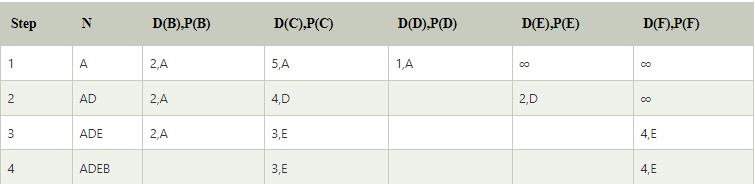 Step N D(B),P(B) D(C),P(C) D(D),P(D) D(E),P(E) D(F),P(F)
1 A 2,A 5,A 1,A ∞ ∞
2 AD 2,A 4,D 2,D ∞
3 ADE 2,A 3,E 4,E
4 ADEB 3,E 4,E